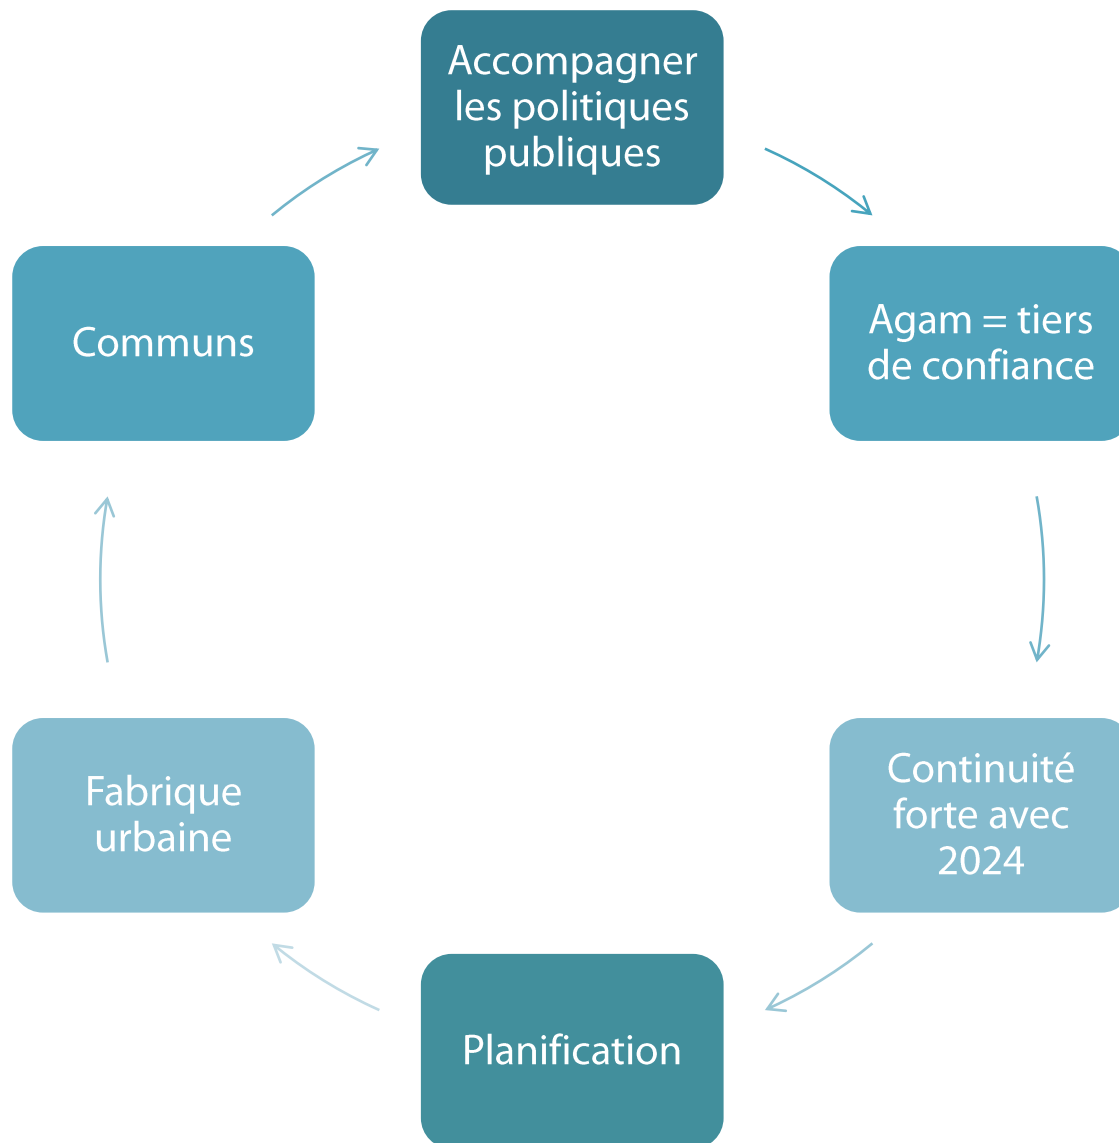 Accompagner
les politiques
publiques
Agam = tiers
de confiance
Continuité
forte avec
2024
Planification
Fabrique
urbaine
Communs